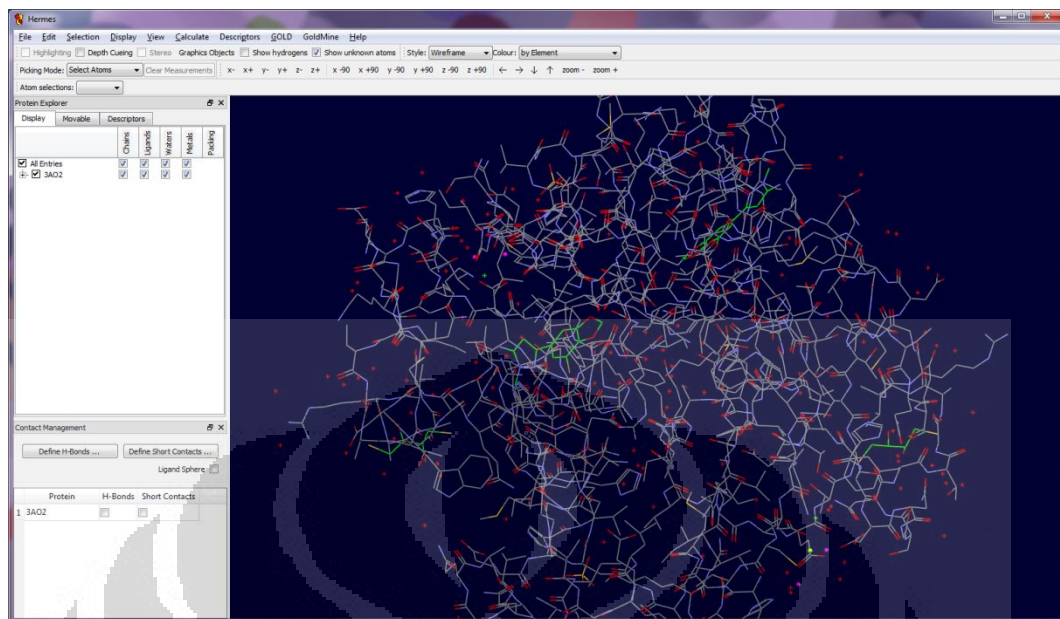 Hermes
File Edit Selection Display View Calculate Descriptors GOLD GoldMine Help
Highlighting Depth Cueing Stereo Graphics Objects Show hydrogens Show unknown atoms Style: Wireframe Colour: by Element
Picking Mode: Select Atoms Clear Measurements x- x+ y- y+ z- z+ x -90 x +90 y -90 y +90 z -90 z +90 ← → ↓ ↑ zoom - zoom +
Atom selections:
Protein Explorer
Display Movable Descriptors
Chains Ligands Waters Metals Packing
All Entries
3AO2
Contact Management
Define H-Bonds ... Define Short Contacts ...
Ligand Sphere
Protein H-Bonds Short Contacts
1 3AO2